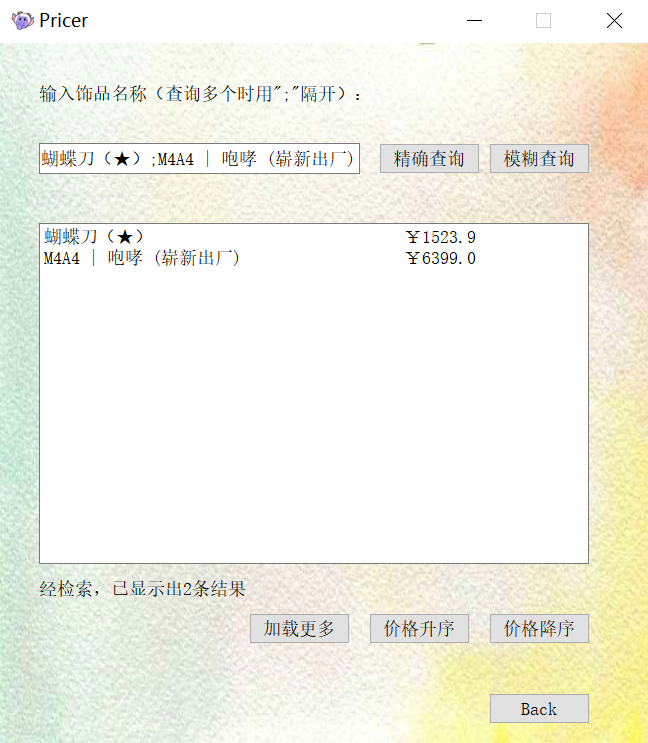 Pricer
输入饰品名称（查询多个时用";"隔开）：
蝴蝶刀（★）;M4A4 | 咆哮 (崭新出厂)
精确查询
模糊查询
蝴蝶刀（★） ￥1523.9
M4A4 | 咆哮 (崭新出厂) ￥6399.0
经检索，已显示出2条结果
加载更多
价格升序
价格降序
Back